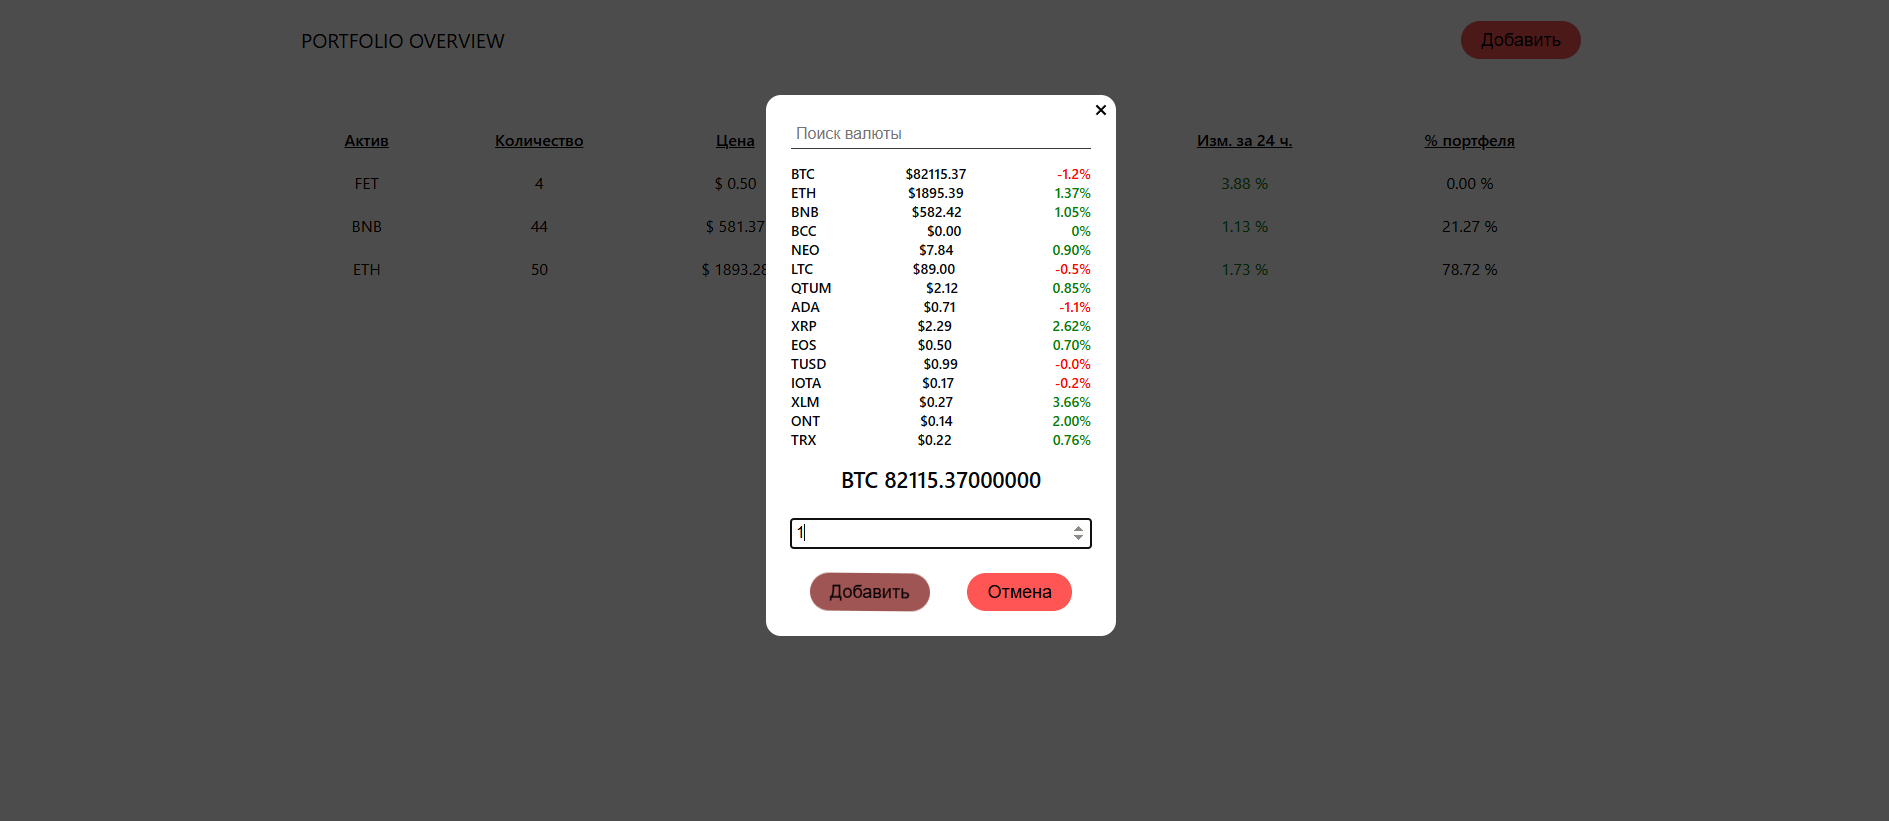 PORTFOLIO OVERVIEW
Добавить
Актив Количество Цена Изм. за 24 ч. % портфеля
FET 4 $ 0.50 3.88 % 0.00 %
BNB 44 $ 581.37 1.13 % 21.27 %
ETH 50 $ 1893.28 1.73 % 78.72 %
Поиск валюты
BTC $82115.37 -1.2%
ETH $1895.39 1.37%
BNB $582.42 1.05%
BCC $0.00 0%
NEO $7.84 0.90%
LTC $89.00 -0.5%
QTUM $2.12 0.85%
ADA $0.71 -1.1%
XRP $2.29 2.62%
EOS $0.50 0.70%
TUSD $0.99 -0.0%
IOTA $0.17 -0.2%
XLM $0.27 3.66%
ONT $0.14 2.00%
TRX $0.22 0.76%
BTC 82115.37000000
1
Добавить Отмена